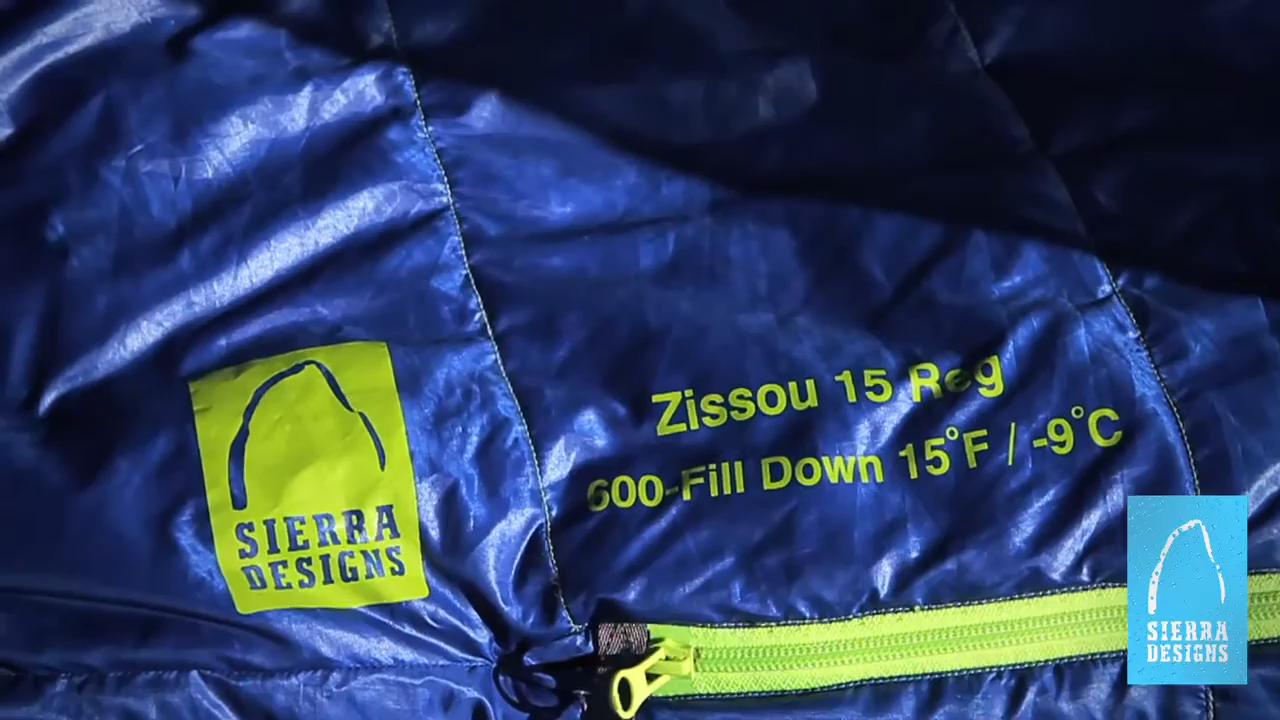 Zissou 15 Reg
600-Fill Down 15°F / -9°C
SIERRA
DESIGNS
SIERRA
DESIGNS